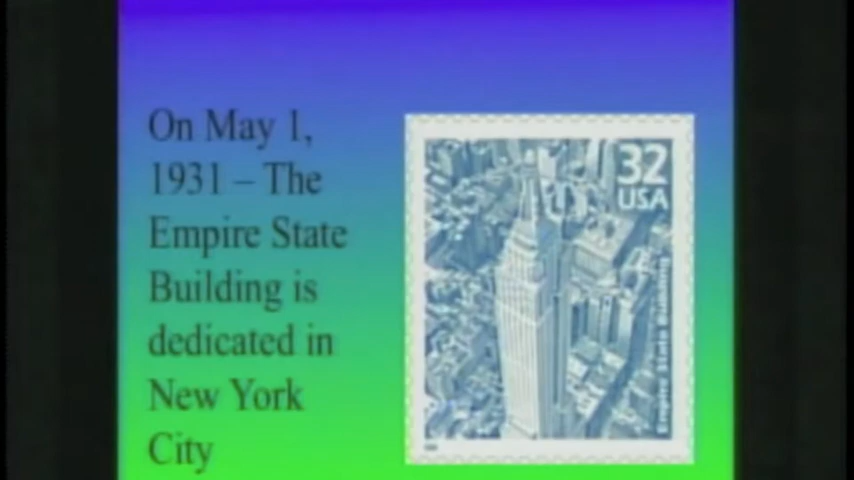 On May 1,
1931 – The
Empire State
Building is
dedicated in
New York
City
32
USA
Empire State Building